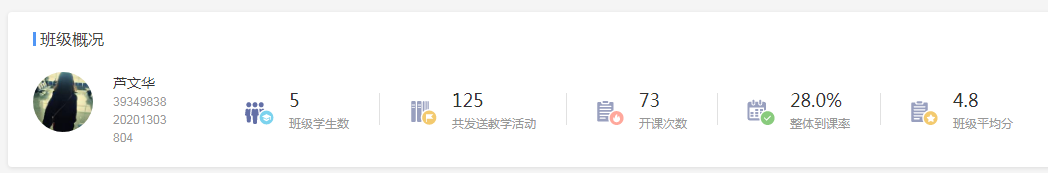 班级概况
芦文华
39349838
20201303
804
5
班级学生数
125
共发送教学活动
73
开课次数
28.0%
整体到课率
4.8
班级平均分